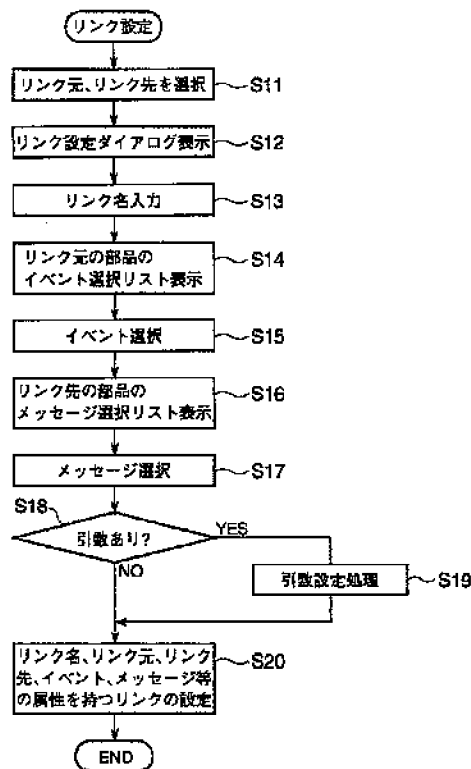 リンク設定
リンク元、リンク先を選択
S11
リンク設定ダイアログ表示
S12
リンク名入力
S13
リンク元の部品の
イベント選択リスト表示
S14
イベント選択
S15
リンク先の部品の
メッセージ選択リスト表示
S16
メッセージ選択
S17
S18
引数あり?
YES
NO
引数設定処理
S19
リンク名、リンク元、リンク
先、イベント、メッセージ等
の属性を持つリンクの設定
S20
END